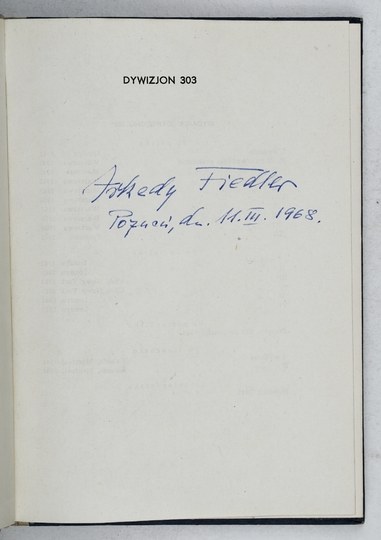 DYWIZJON 303
Arkady Fiedler
Poznań, dn. 11.III. 1968.